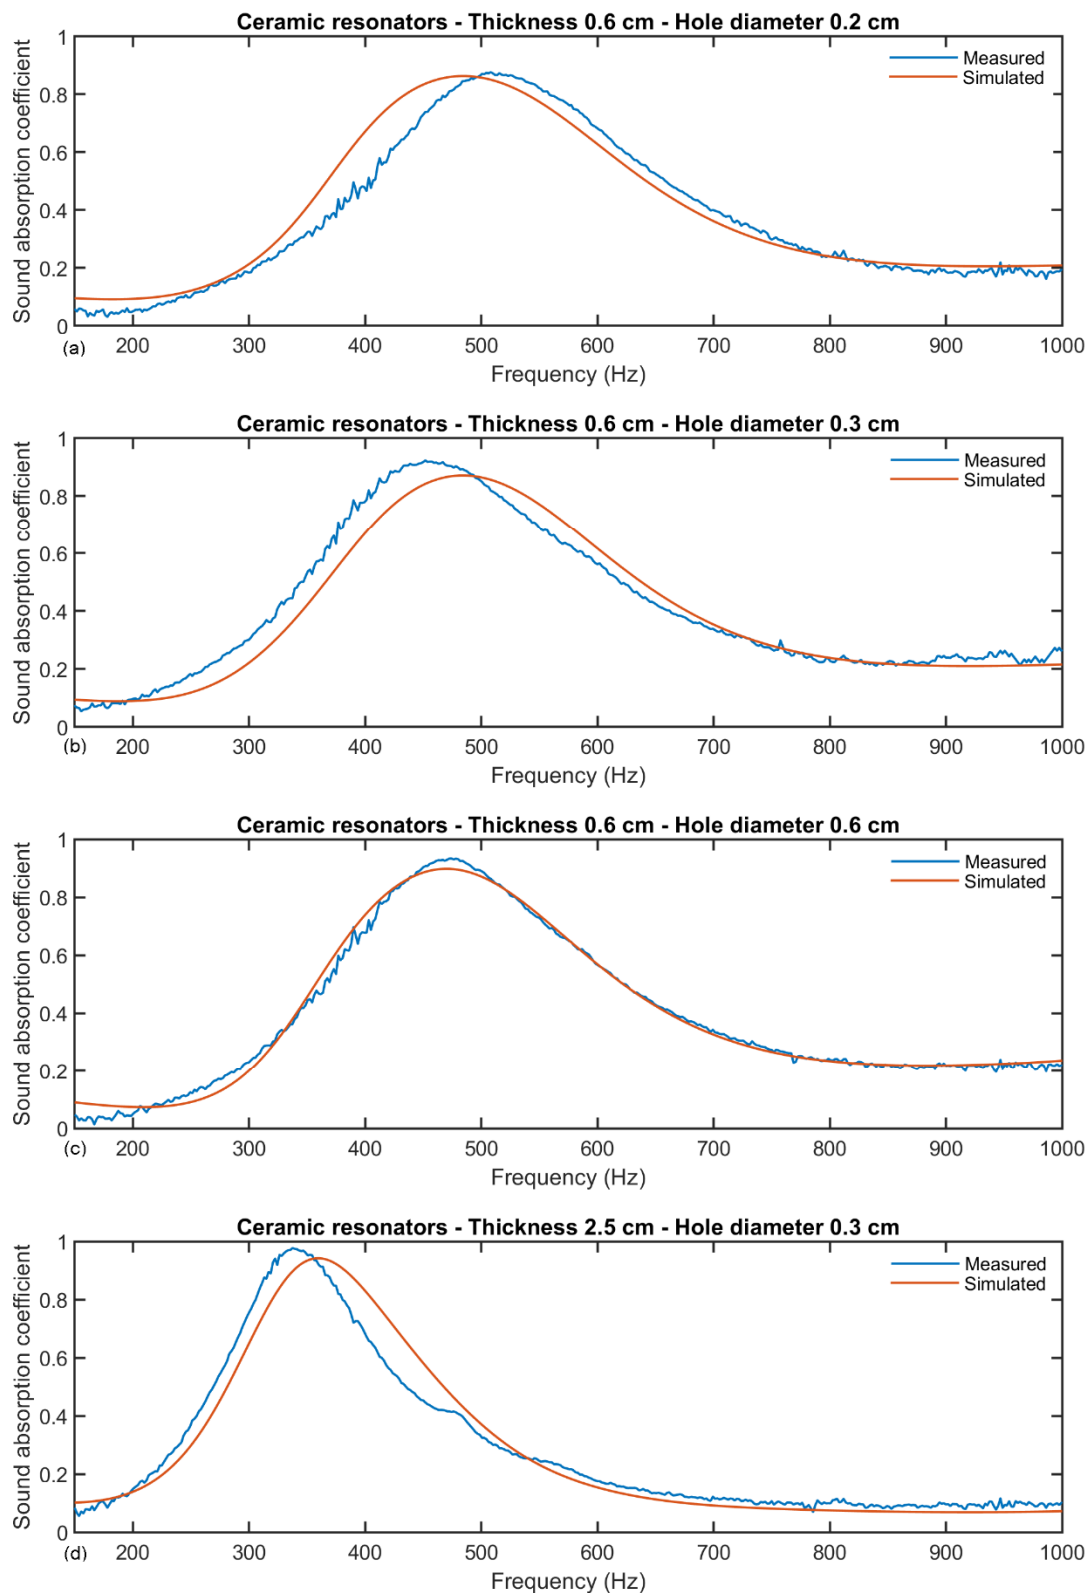 Ceramic resonators - Thickness 0.6 cm - Hole diameter 0.2 cm
Sound absorption coefficient
1
0.8
0.6
0.4
0.2
0
Measured
Simulated
(a)
200 300 400 500 600 700 800 900 1000
Frequency (Hz)
Ceramic resonators - Thickness 0.6 cm - Hole diameter 0.3 cm
Sound absorption coefficient
1
0.8
0.6
0.4
0.2
0
Measured
Simulated
(b)
200 300 400 500 600 700 800 900 1000
Frequency (Hz)
Ceramic resonators - Thickness 0.6 cm - Hole diameter 0.6 cm
Sound absorption coefficient
1
0.8
0.6
0.4
0.2
0
Measured
Simulated
(c)
200 300 400 500 600 700 800 900 1000
Frequency (Hz)
Ceramic resonators - Thickness 2.5 cm - Hole diameter 0.3 cm
Sound absorption coefficient
1
0.8
0.6
0.4
0.2
0
Measured
Simulated
(d)
200 300 400 500 600 700 800 900 1000
Frequency (Hz)